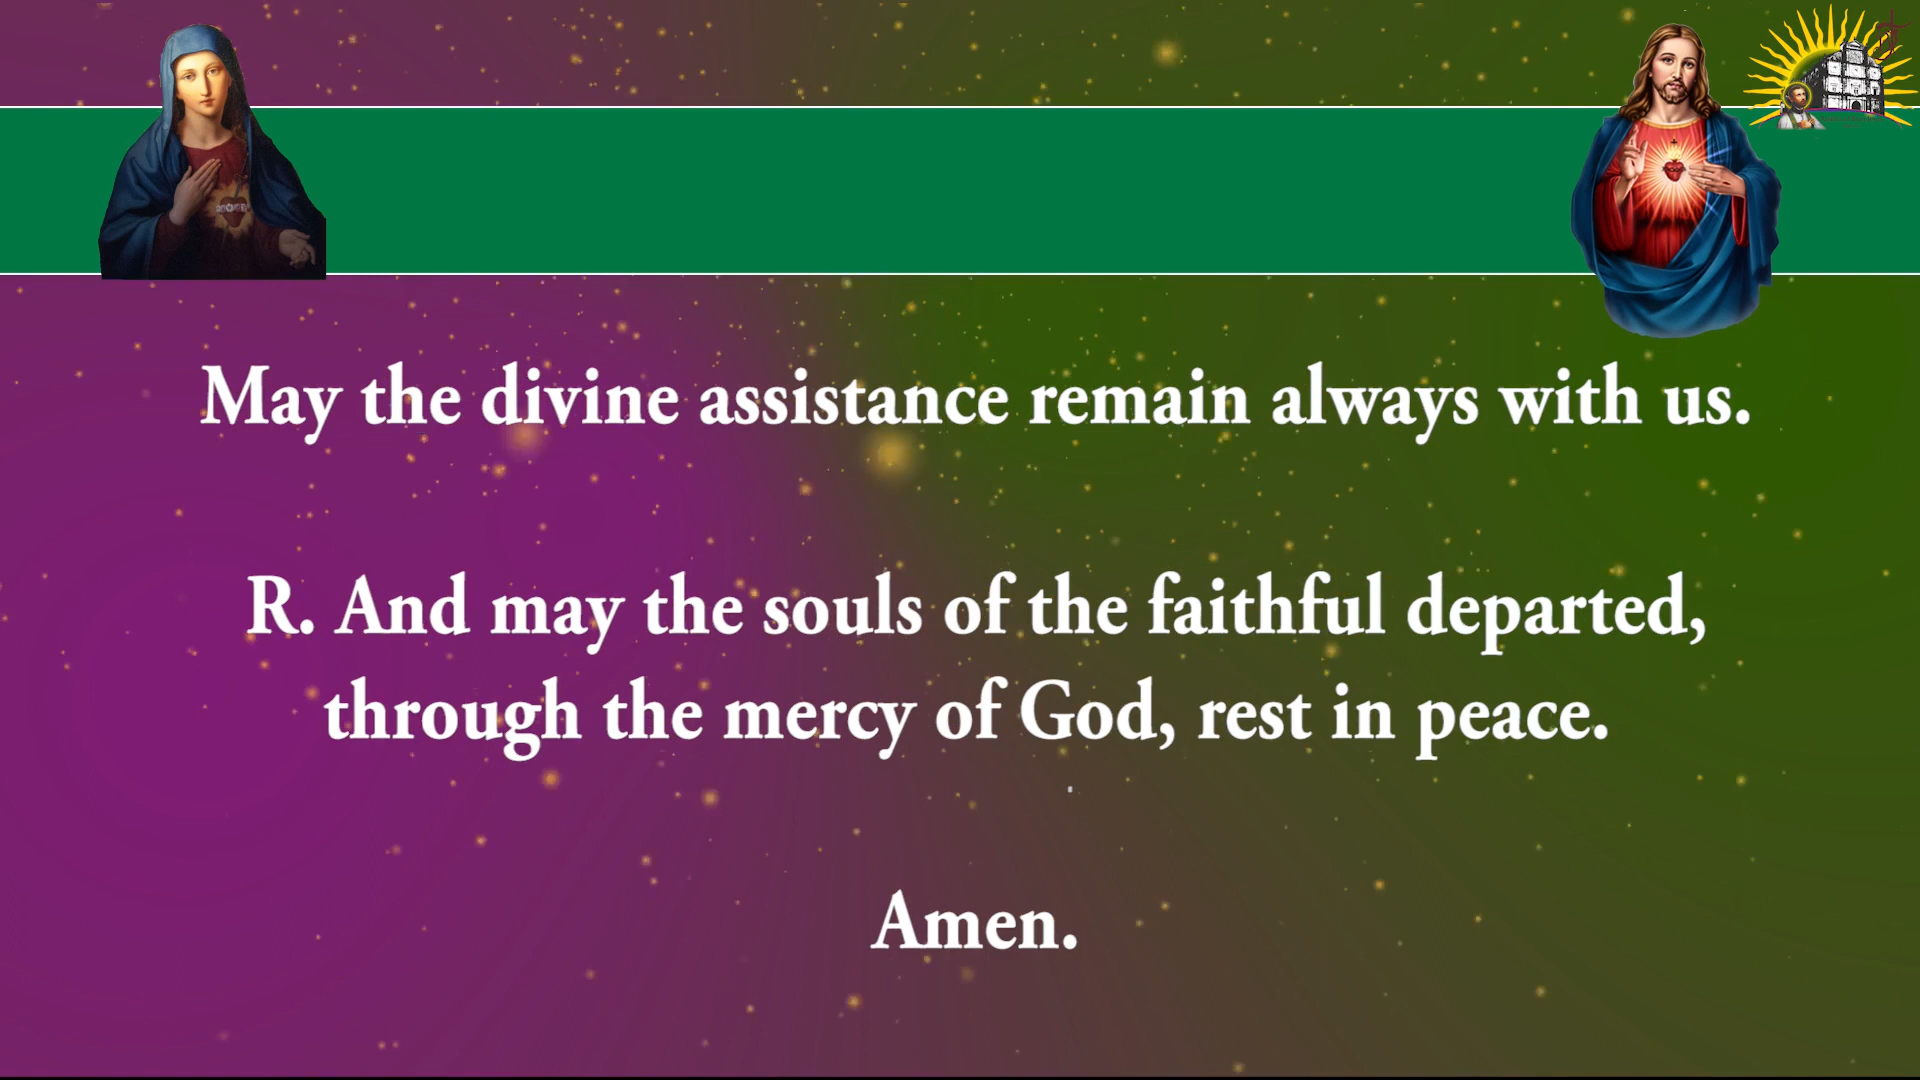 May the divine assistance remain always with us.
R. And may the souls of the faithful departed,
through the mercy of God, rest in peace.
Amen.